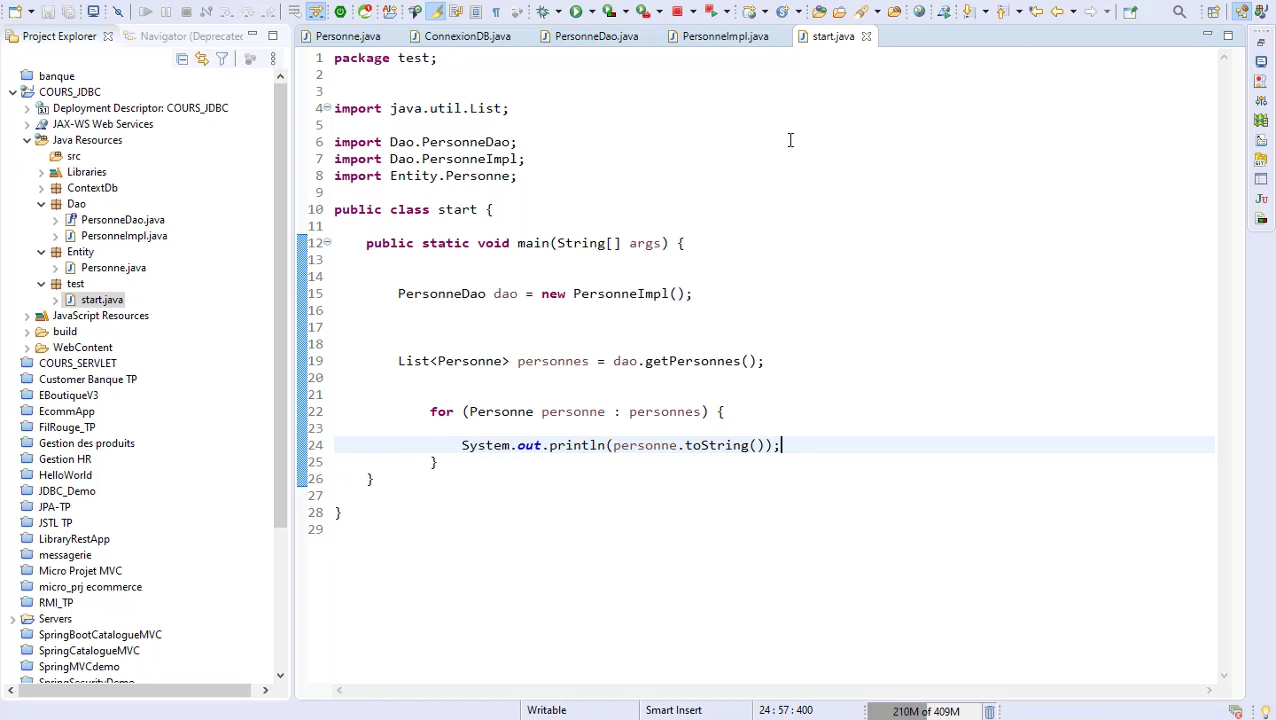 Project Explorer
Navigator (Deprecated
Personne.java
ConnexionDB.java
PersonneDao.java
PersonneImpl.java
start.java
banque
COURS_JDBC
Deployment Descriptor: COURS_JDBC
JAX-WS Web Services
Java Resources
src
Libraries
ContextDb
Dao
PersonneDao.java
PersonneImpl.java
Entity
Personne.java
test
start.java
JavaScript Resources
build
WebContent
COURS_SERVLET
Customer Banque TP
EBoutiqueV3
EcommApp
FilRouge_TP
Gestion des produits
Gestion HR
HelloWorld
JDBC_Demo
JPA-TP
JSTL TP
LibraryRestApp
messagerie
Micro Projet MVC
micro_prj ecommerce
RMI_TP
Servers
SpringBootCatalogueMVC
SpringCatalogueMVC
SpringMVCdemo
SpringSecurityDemo
1 package test;
2
3
4 import java.util.List;
5
6 import Dao.PersonneDao;
7 import Dao.PersonneImpl;
8 import Entity.Personne;
9
10 public class start {
11
12 public static void main(String[] args) {
13
14
15 PersonneDao dao = new PersonneImpl();
16
17
18
19 List<Personne> personnes = dao.getPersonnes();
20
21
22 for (Personne personne : personnes) {
23
24 System.out.println(personne.toString());
25 }
26 }
27
28 }
29
Writable
Smart Insert
24 : 57 : 400
210M of 409M